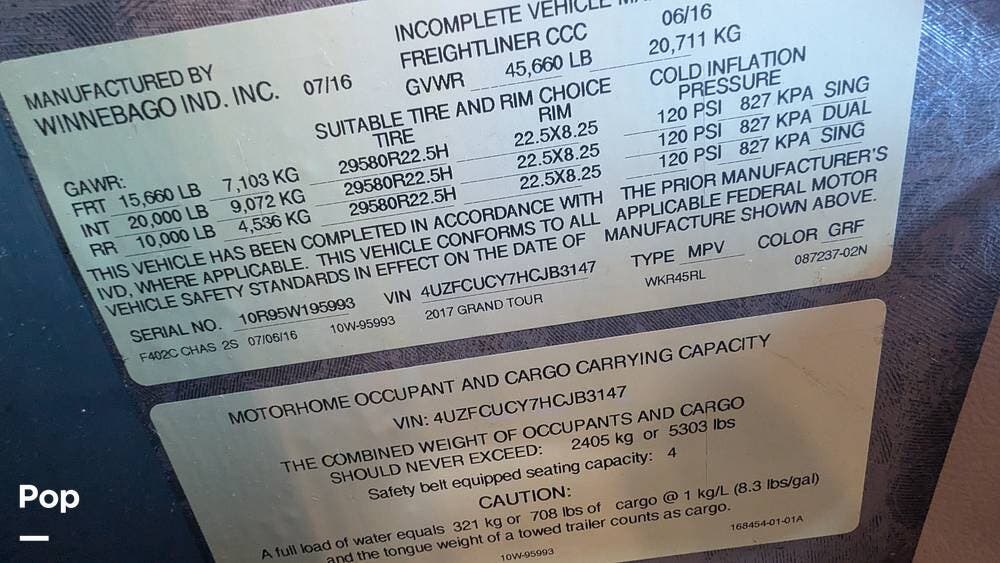 INCOMPLETE VEHICLE
MANUFACTURED BY FREIGHTLINER CCC 06/16
WINNEBAGO IND. INC. 07/16 GVWR 45,660 LB 20,711 KG
SUITABLE TIRE AND RIM CHOICE COLD INFLATION
GAWR: TIRE RIM PRESSURE
FRT 15,660 LB 7,103 KG 29580R22.5H 22.5X8.25 120 PSI 827 KPA SING
INT 20,000 LB 9,072 KG 29580R22.5H 22.5X8.25 120 PSI 827 KPA DUAL
RR 10,000 LB 4,536 KG 29580R22.5H 22.5X8.25 120 PSI 827 KPA SING
THIS VEHICLE HAS BEEN COMPLETED IN ACCORDANCE WITH THE PRIOR MANUFACTURER'S
IVD, WHERE APPLICABLE. THIS VEHICLE CONFORMS TO ALL APPLICABLE FEDERAL MOTOR
VEHICLE SAFETY STANDARDS IN EFFECT ON THE DATE OF MANUFACTURE SHOWN ABOVE.
SERIAL NO. 10R95W195993 VIN 4UZFCUCY7HCJB3147 TYPE MPV COLOR GRF
F402C CHAS 2S 07/06/16 10W-95993 2017 GRAND TOUR WKR45RL 087237-02N
MOTORHOME OCCUPANT AND CARGO CARRYING CAPACITY
VIN: 4UZFCUCY7HCJB3147
THE COMBINED WEIGHT OF OCCUPANTS AND CARGO
SHOULD NEVER EXCEED: 2405 kg or 5303 lbs
Safety belt equipped seating capacity: 4
CAUTION:
A full load of water equals 321 kg or 708 lbs of cargo @ 1 kg/L (8.3 lbs/gal)
and the tongue weight of a towed trailer counts as cargo.
10W-95993 168454-01-01A
Pop